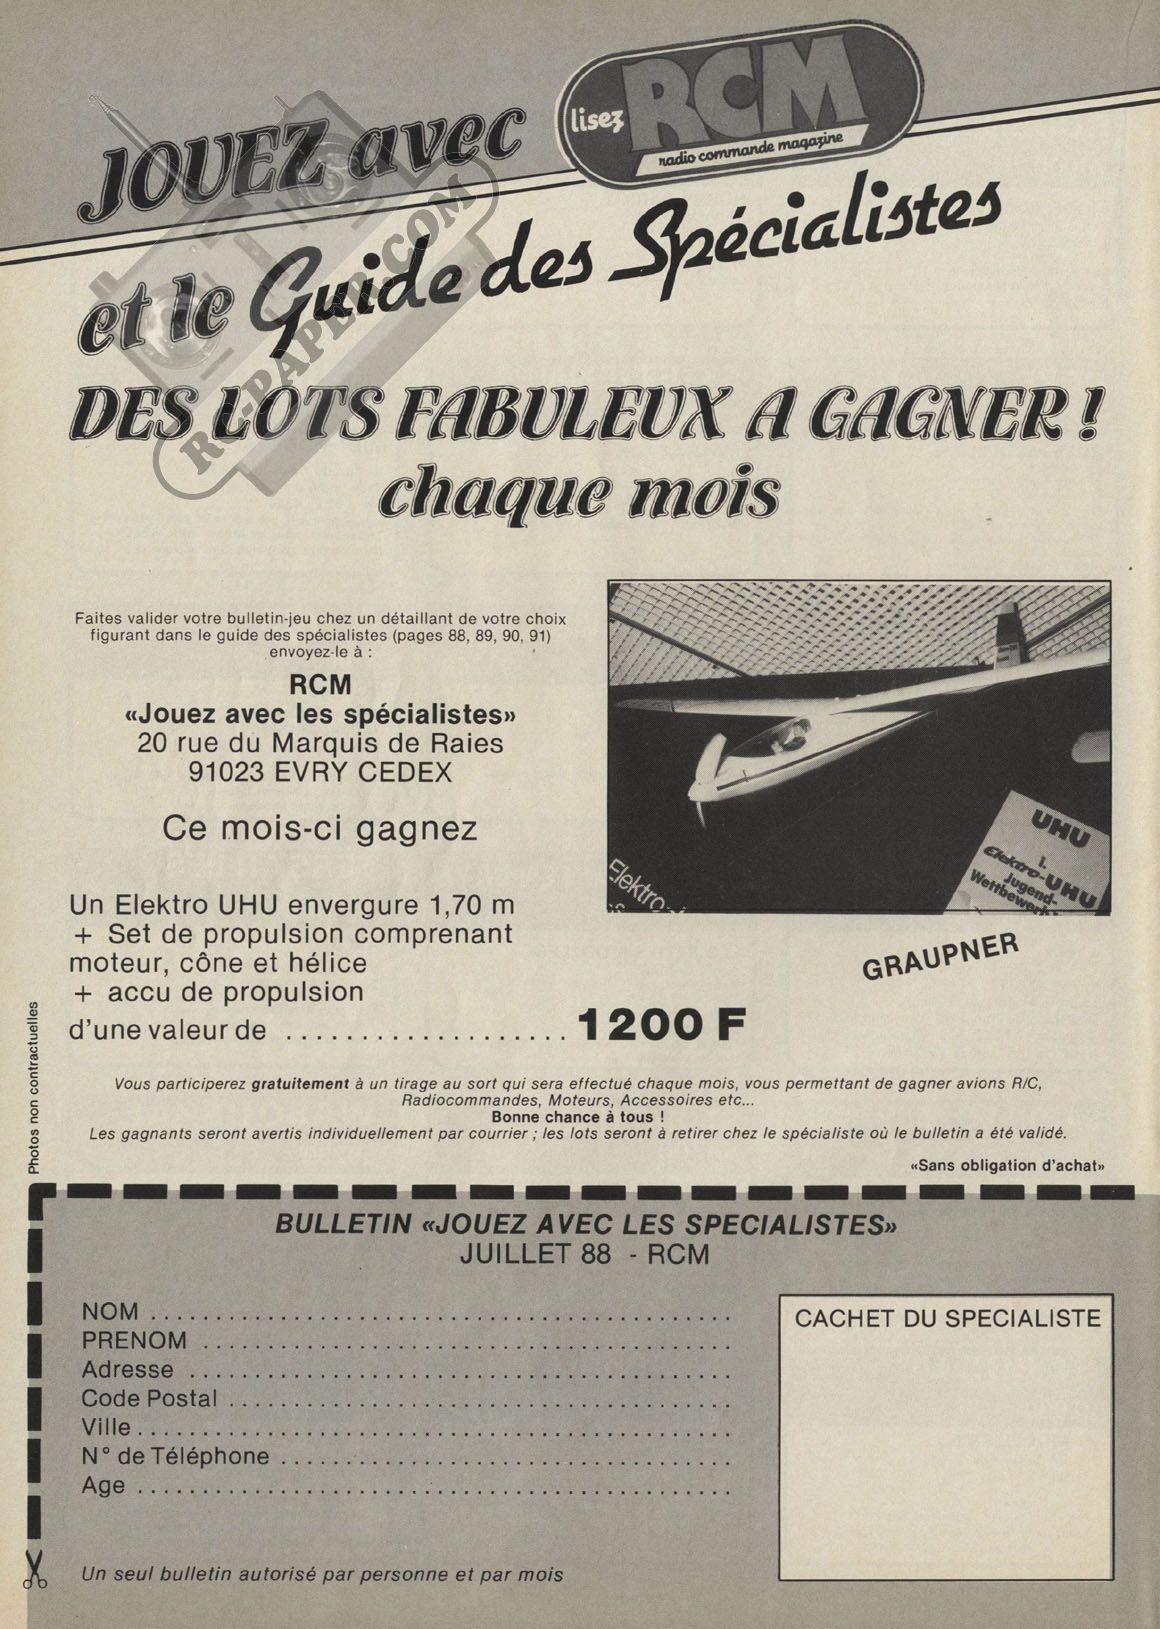 JOUEZ avec
lisez RCM
radio commande magazine
et le Guide des Spécialistes
RC-PAPER.COM
DES LOTS FABULEUX A GAGNER !
chaque mois
Faites valider votre bulletin-jeu chez un détaillant de votre choix
figurant dans le guide des spécialistes (pages 88, 89, 90, 91)
envoyez-le à :
RCM
«Jouez avec les spécialistes»
20 rue du Marquis de Raies
91023 EVRY CEDEX
Ce mois-ci gagnez
Un Elektro UHU envergure 1,70 m
+ Set de propulsion comprenant
moteur, cône et hélice
+ accu de propulsion
d'une valeur de ................... 1200 F
UHU
1.
Elektro-UHU
Jugend-
Wettbewerb
Elektro
GRAUPNER
Photos non contractuelles
Vous participerez gratuitement à un tirage au sort qui sera effectué chaque mois, vous permettant de gagner avions R/C,
Radiocommandes, Moteurs, Accessoires etc...
Bonne chance à tous !
Les gagnants seront avertis individuellement par courrier ; les lots seront à retirer chez le spécialiste où le bulletin a été validé.
«Sans obligation d'achat»
BULLETIN «JOUEZ AVEC LES SPECIALISTES»
JUILLET 88 - RCM
NOM ............................................
PRENOM ........................................
Adresse .........................................
Code Postal ......................................
Ville .............................................
N° de Téléphone ..................................
Age .............................................
CACHET DU SPECIALISTE
Un seul bulletin autorisé par personne et par mois